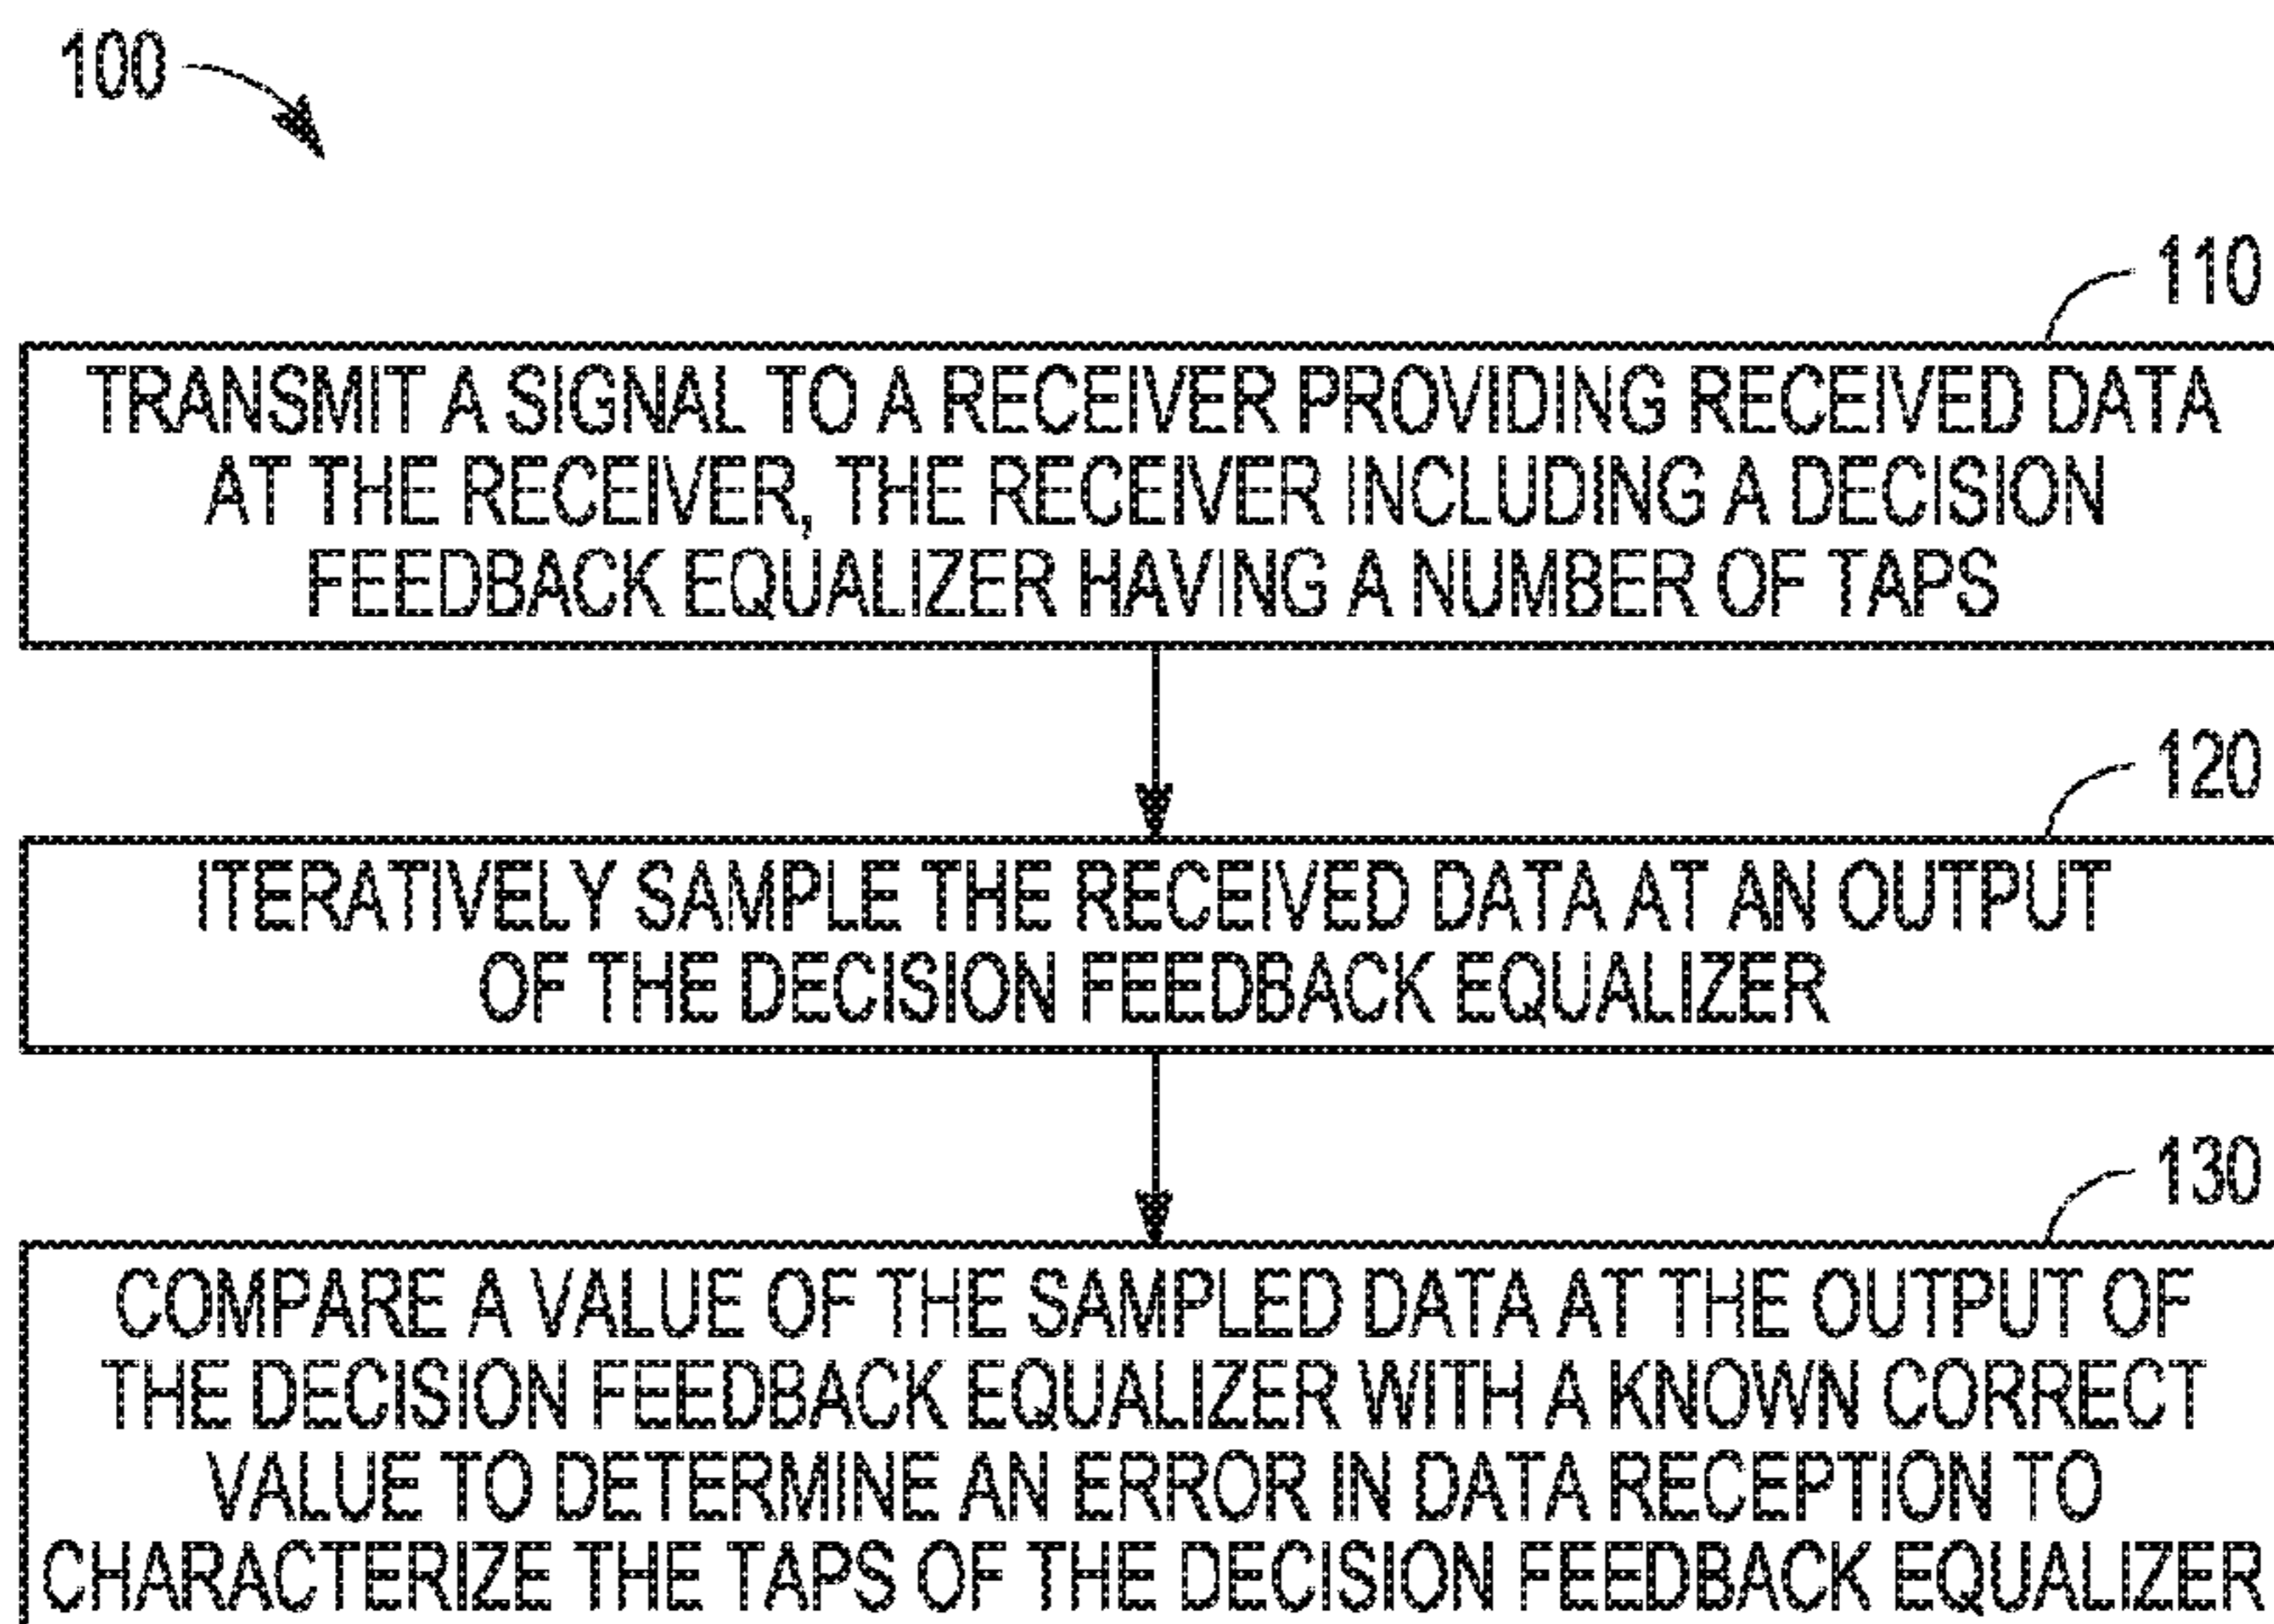 100
110
TRANSMIT A SIGNAL TO A RECEIVER PROVIDING RECEIVED DATA
AT THE RECEIVER, THE RECEIVER INCLUDING A DECISION
FEEDBACK EQUALIZER HAVING A NUMBER OF TAPS
120
ITERATIVELY SAMPLE THE RECEIVED DATA AT AN OUTPUT
OF THE DECISION FEEDBACK EQUALIZER
130
COMPARE A VALUE OF THE SAMPLED DATA AT THE OUTPUT OF
THE DECISION FEEDBACK EQUALIZER WITH A KNOWN CORRECT
VALUE TO DETERMINE AN ERROR IN DATA RECEPTION TO
CHARACTERIZE THE TAPS OF THE DECISION FEEDBACK EQUALIZER